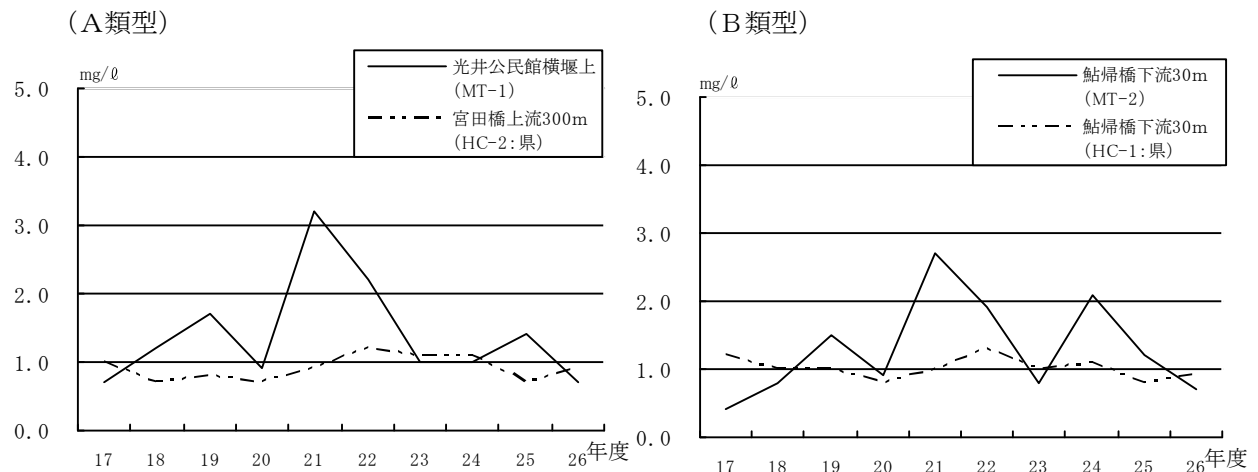 (A類型)
mg/ℓ
光井公民館横堰上
(MT-1)
宮田橋上流300m
(HC-2:県)
5.0
4.0
3.0
2.0
1.0
0.0
17 18 19 20 21 22 23 24 25 26 年度
(B類型)
mg/ℓ
鮎帰橋下流30m
(MT-2)
鮎帰橋下流30m
(HC-1:県)
5.0
4.0
3.0
2.0
1.0
0.0
17 18 19 20 21 22 23 24 25 26 年度